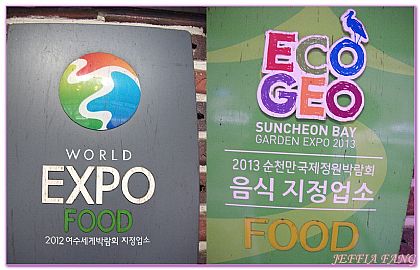 WORLD
EXPO
FOOD
2012 여수세계박람회 지정업소
ECO
GEO
SUNCHEON BAY
GARDEN EXPO 2013
2013 순천만국제정원박람회
음식 지정업소
FOOD
JEFFIA FANG